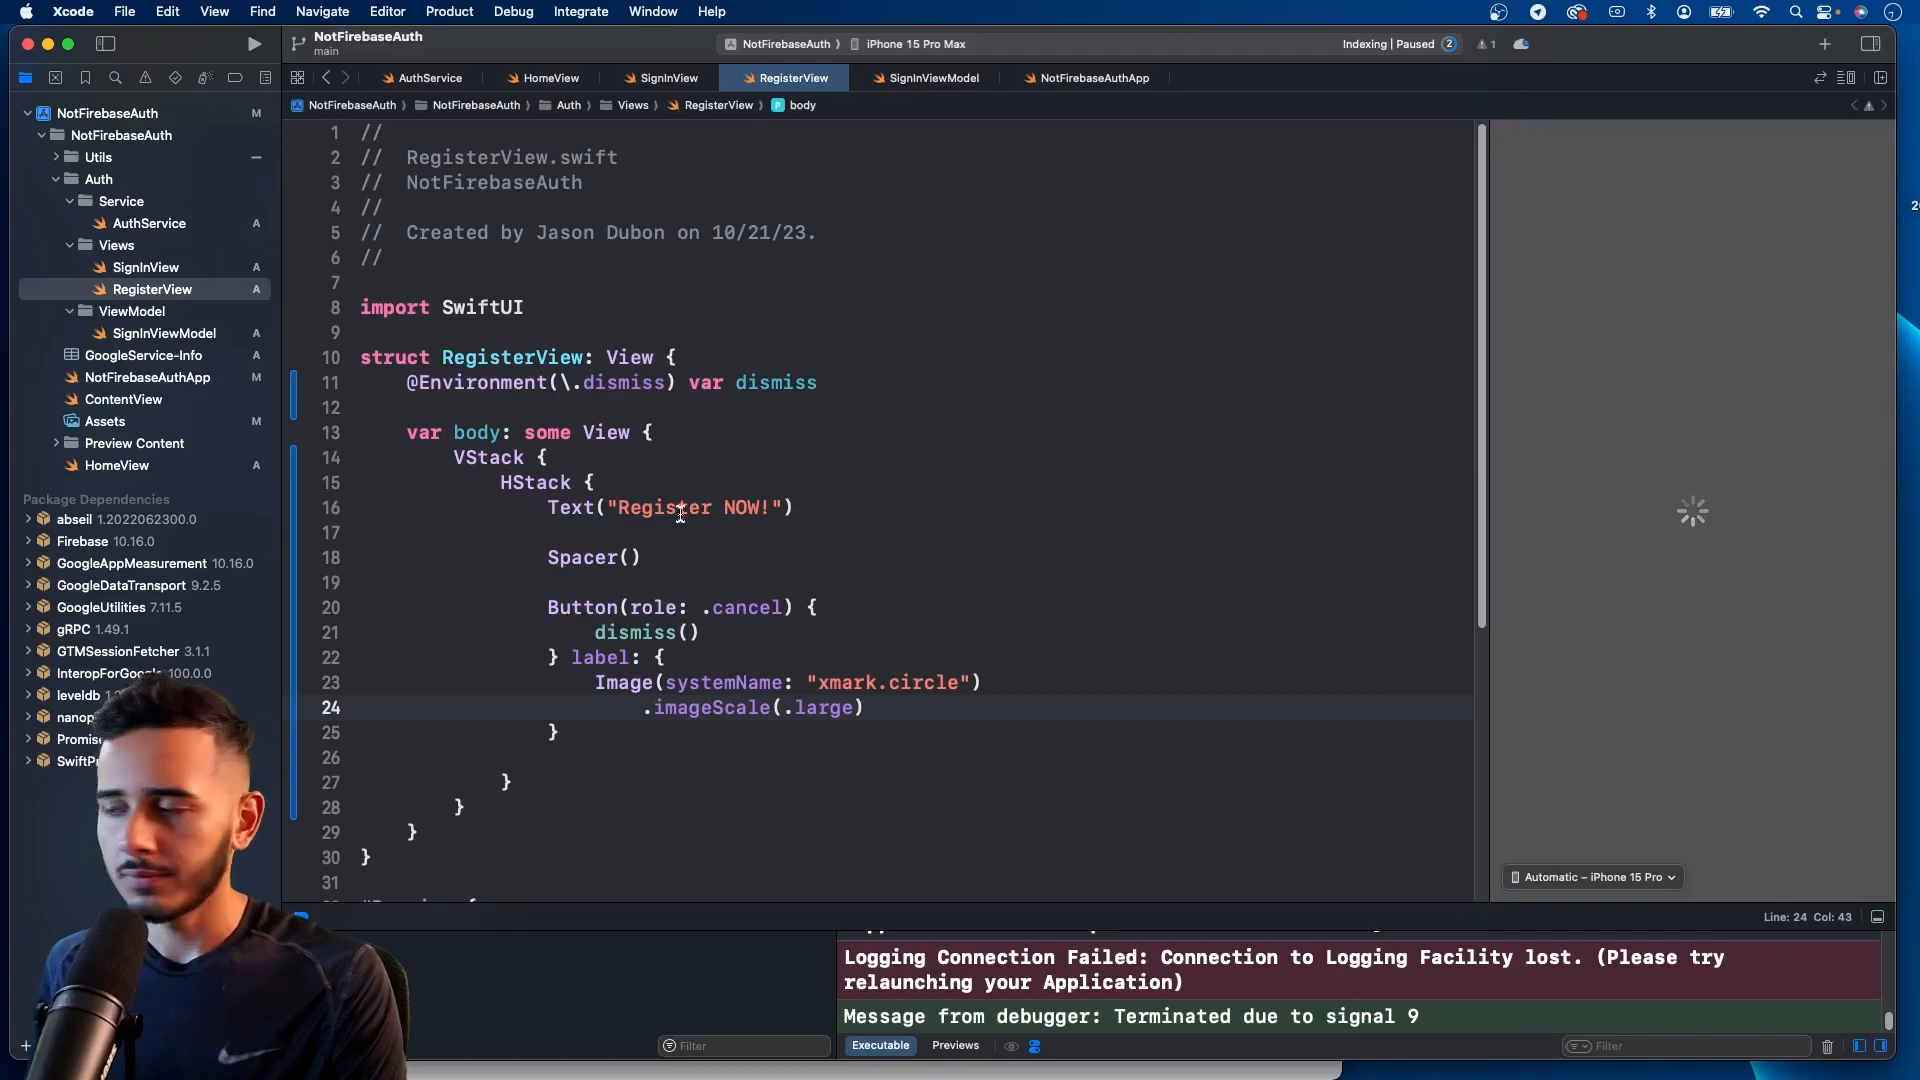 Xcode File Edit View Find Navigate Editor Product Debug Integrate Window Help
NotFirebaseAuth
main
NotFirebaseAuth iPhone 15 Pro Max
Indexing | Paused 2 1
AuthService HomeView SignInView RegisterView SignInViewModel NotFirebaseAuthApp
NotFirebaseAuth NotFirebaseAuth Auth Views RegisterView body
NotFirebaseAuth M
NotFirebaseAuth
Utils
Auth
Service
AuthService A
Views
SignInView A
RegisterView A
ViewModel
SignInViewModel A
GoogleService-Info A
NotFirebaseAuthApp M
ContentView
Assets M
Preview Content
HomeView A
Package Dependencies
abseil 1.2022062300.0
Firebase 10.16.0
GoogleAppMeasurement 10.16.0
GoogleDataTransport 9.2.5
GoogleUtilities 7.11.5
gRPC 1.49.1
GTMSessionFetcher 3.1.1
InteropForGoogle 100.0.0
leveldb
nanop
Promise
SwiftPr
1 //
2 //  RegisterView.swift
3 //  NotFirebaseAuth
4 //
5 //  Created by Jason Dubon on 10/21/23.
6 //
7
8 import SwiftUI
9
10 struct RegisterView: View {
11     @Environment(\.dismiss) var dismiss
12
13     var body: some View {
14         VStack {
15             HStack {
16                 Text("Register NOW!")
17
18                 Spacer()
19
20                 Button(role: .cancel) {
21                     dismiss()
22                 } label: {
23                     Image(systemName: "xmark.circle")
24                         .imageScale(.large)
25                 }
26
27             }
28         }
29     }
30 }
31
Automatic – iPhone 15 Pro
Line: 24 Col: 43
Logging Connection Failed: Connection to Logging Facility lost. (Please try
relaunching your Application)
Message from debugger: Terminated due to signal 9
Filter
Executable Previews
Filter